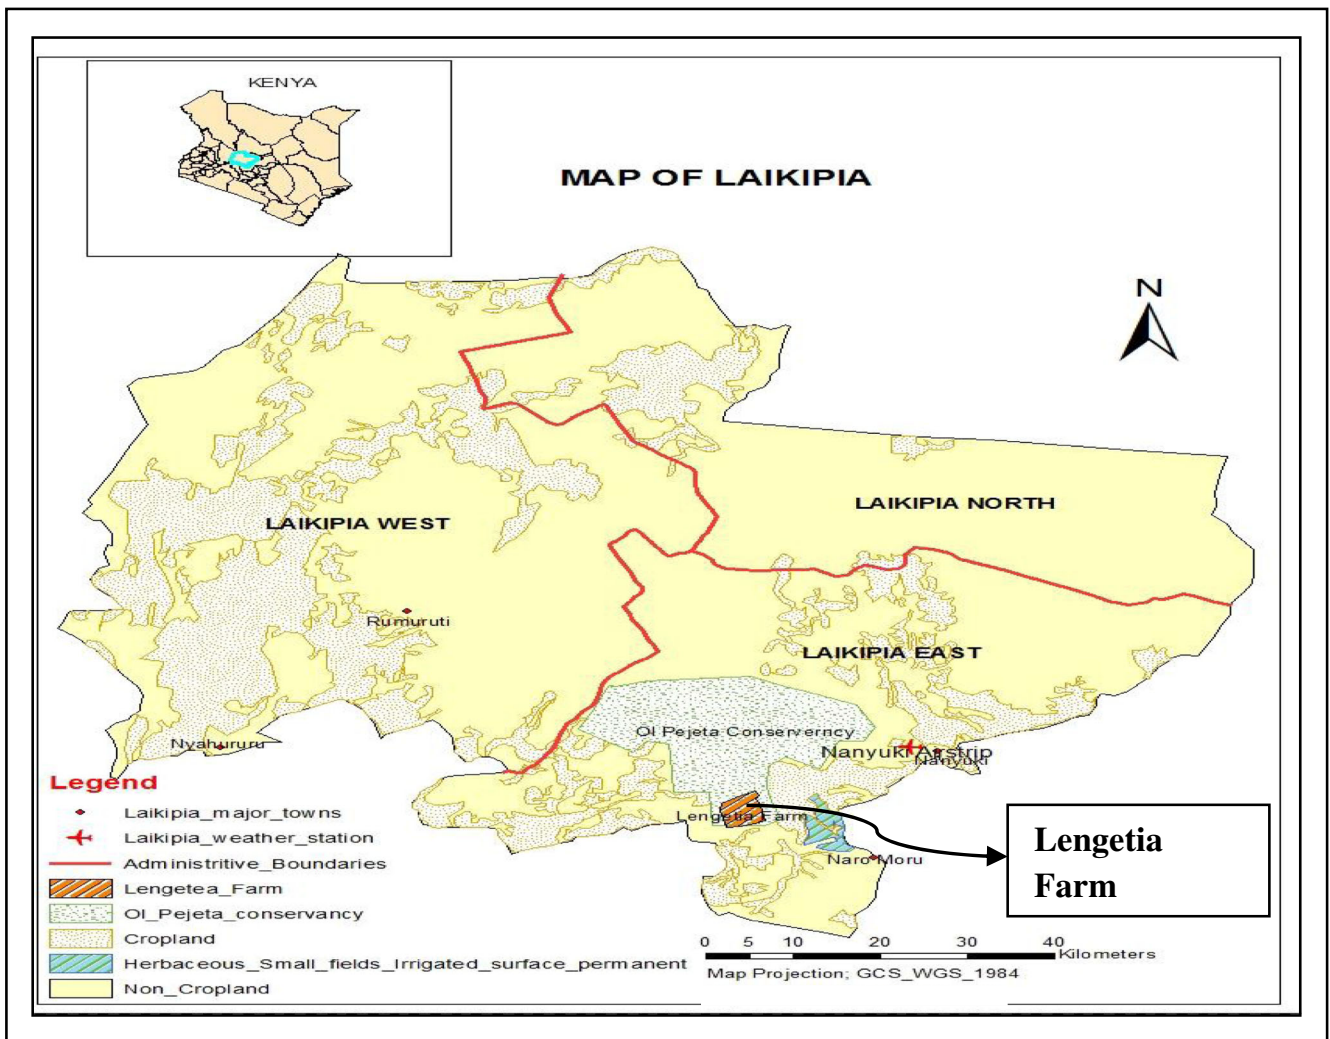 KENYA
MAP OF LAIKIPIA
N
LAIKIPIA NORTH
LAIKIPIA WEST
Rumuruti
LAIKIPIA EAST
Ol Pejeta Conserverncy
Nyahururu
Nanyuki Airstrip
Nanyuki
Lengetia Farm
Naro Moru
Lengetia
Farm
Legend
Laikipia_major_towns
Laikipia_weather_station
Administritive_Boundaries
Lengetea_Farm
Ol_Pejeta_conservancy
Cropland
Herbaceous_Small_fields_Irrigated_surface_permanent
Non_Cropland
0 5 10 20 30 40
Kilometers
Map Projection; GCS_WGS_1984